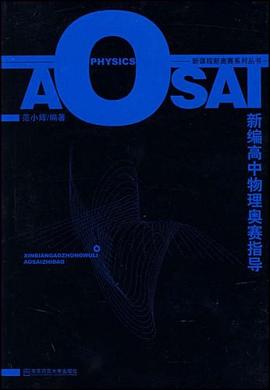 PHYSICS
新课程新奥赛系列丛书
AOSAI
范小辉/编著
新编高中物理奥赛指导
XINBIANGAOZHONGWULI
AOSAIZHIDAO
南京师范大学出版社